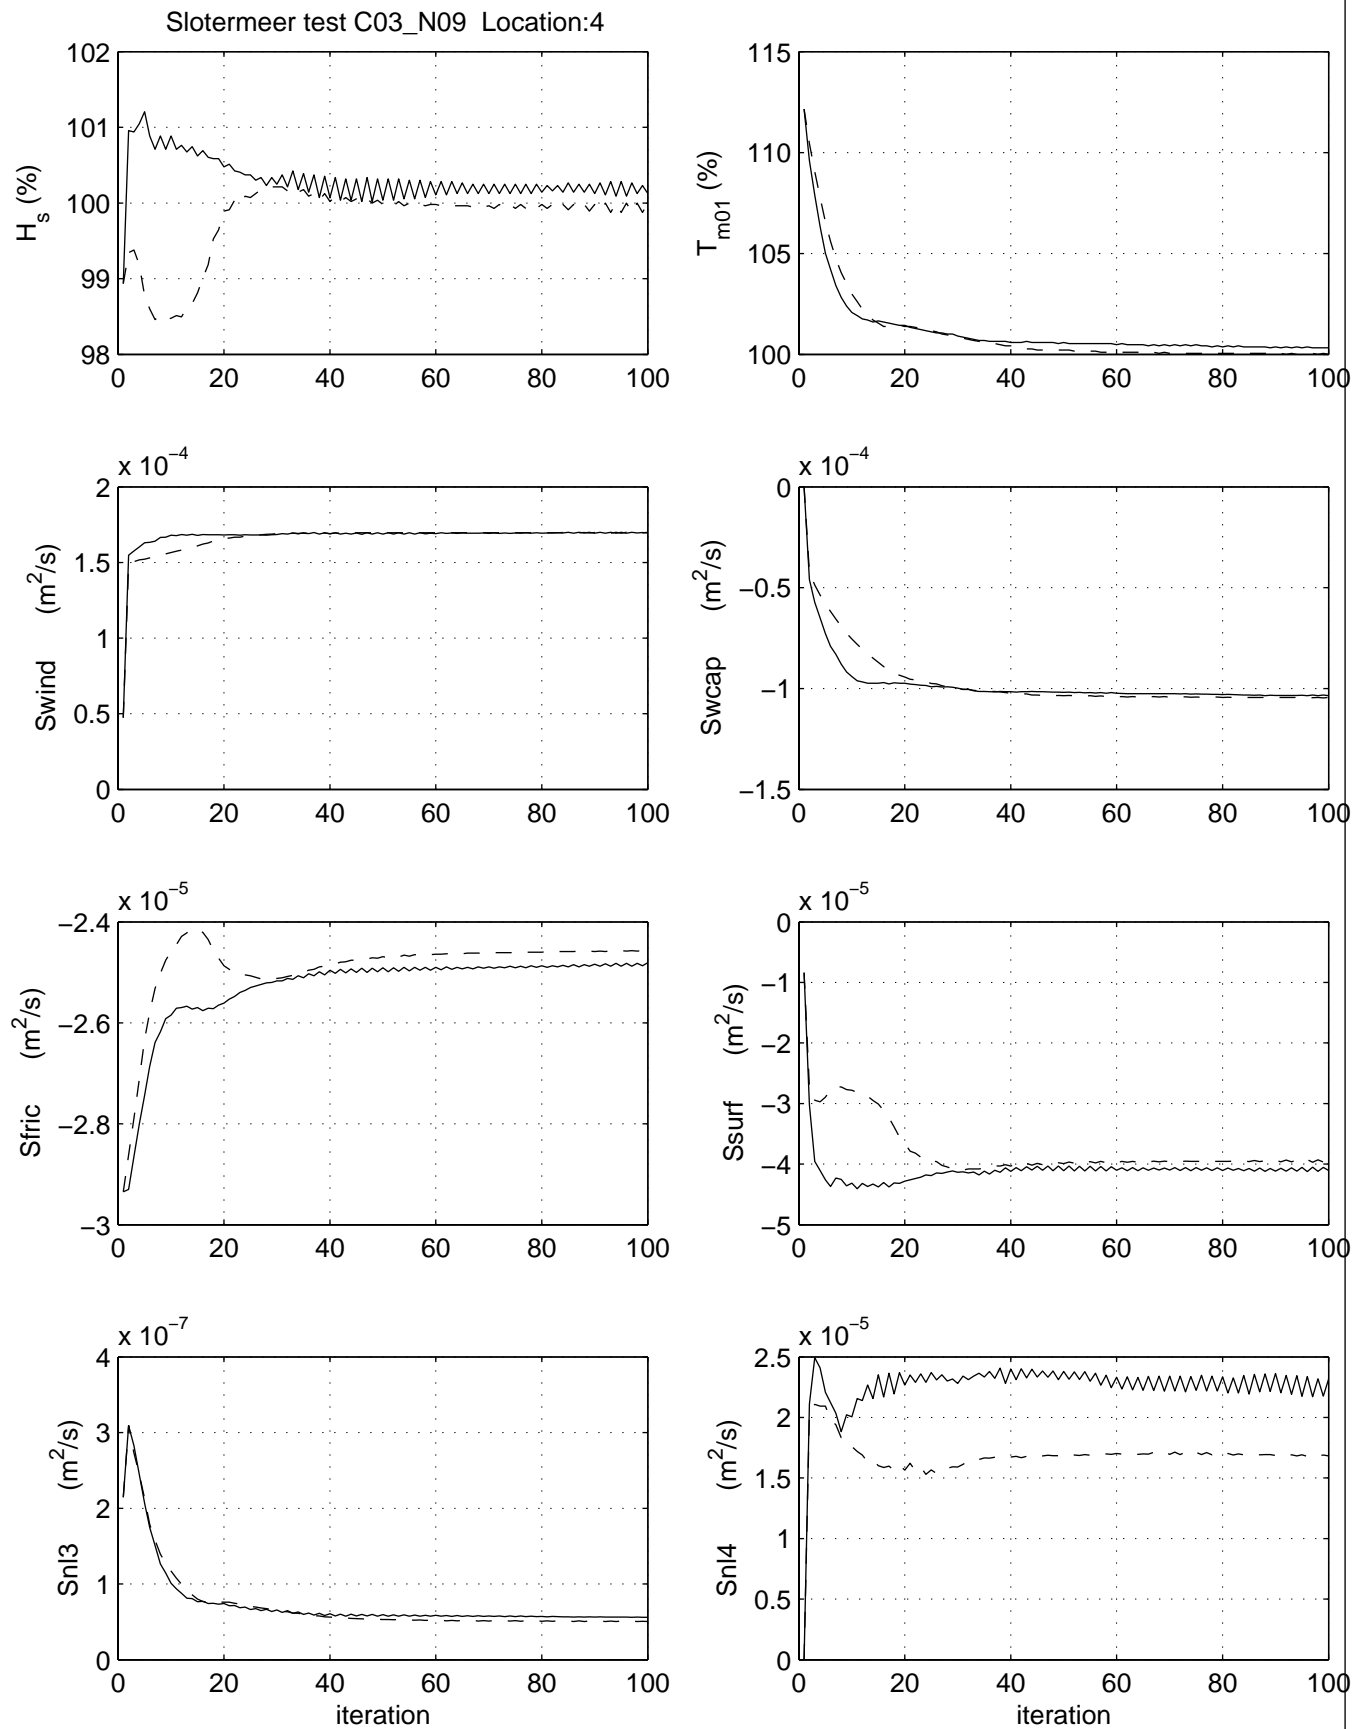 Slotermeer test C03_N09  Location:4
102
101
100
99
98
H_s (%)
0 20 40 60 80 100
115
110
105
100
T_m01 (%)
0 20 40 60 80 100
x 10^−4
2
1.5
1
0.5
0
Swind (m^2/s)
0 20 40 60 80 100
x 10^−4
0
−0.5
−1
−1.5
Swcap (m^2/s)
0 20 40 60 80 100
x 10^−5
−2.4
−2.6
−2.8
−3
Sfric (m^2/s)
0 20 40 60 80 100
x 10^−5
0
−1
−2
−3
−4
−5
Ssurf (m^2/s)
0 20 40 60 80 100
x 10^−7
4
3
2
1
0
Snl3 (m^2/s)
0 20 40 60 80 100
iteration
x 10^−5
2.5
2
1.5
1
0.5
0
Snl4 (m^2/s)
0 20 40 60 80 100
iteration